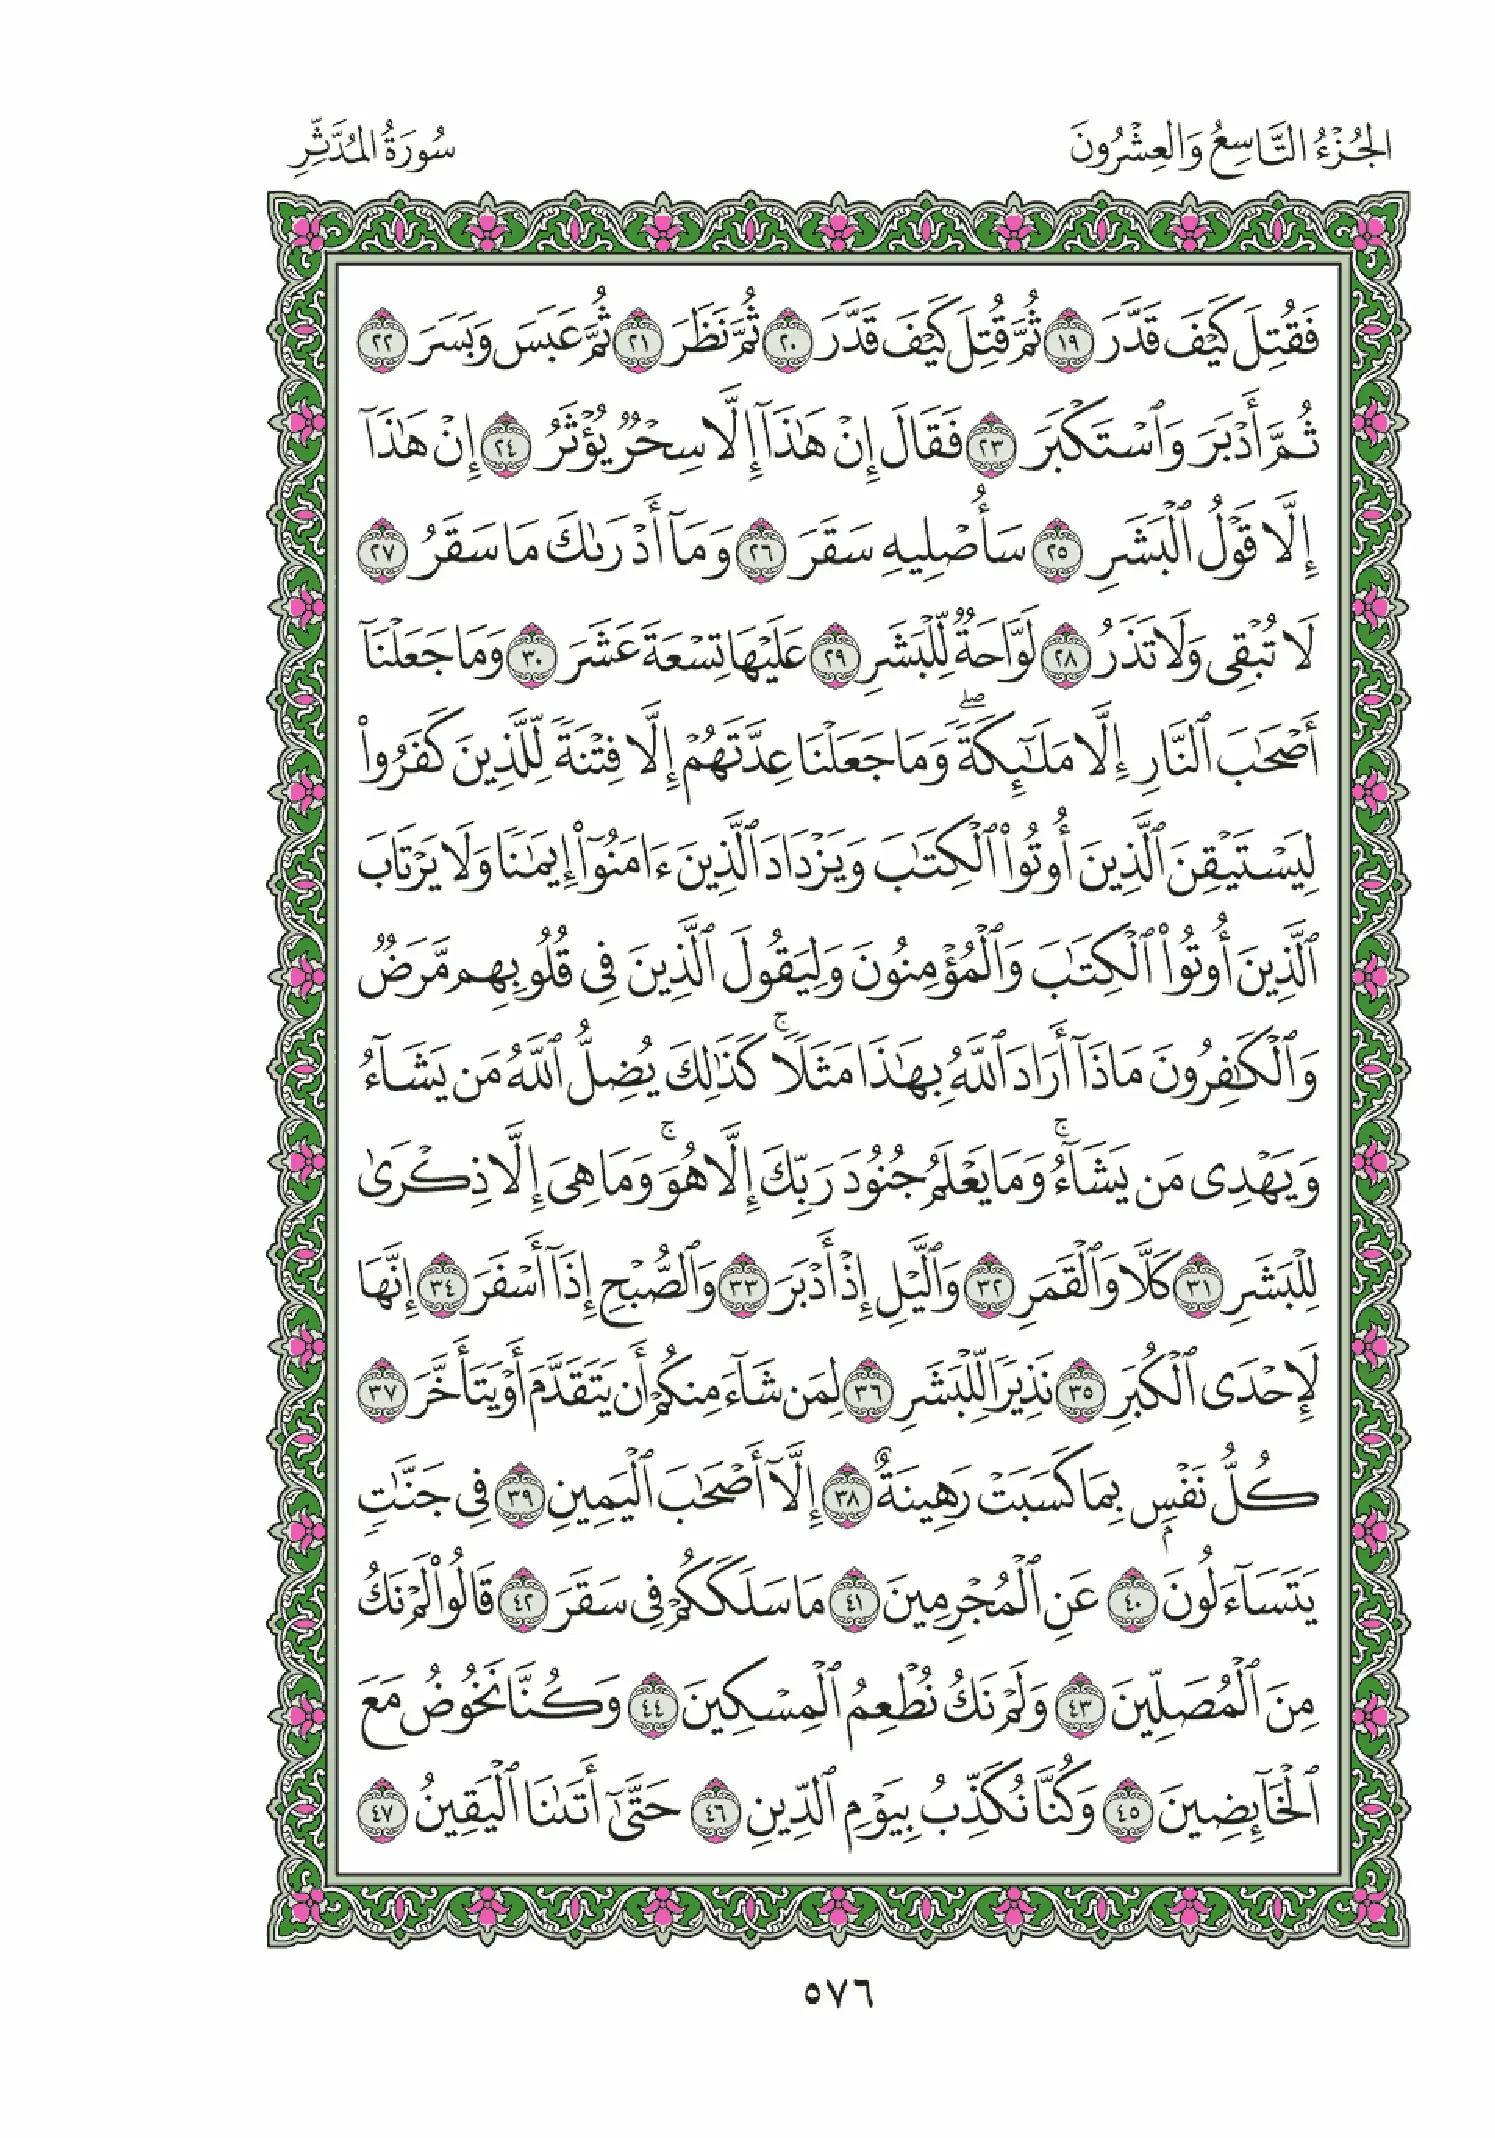 الجُزْءُ التَّاسِعُ وَالعِشْرُونَ
سُورَةُ المُدَّثِّرِ
فَقُتِلَ كَيْفَ قَدَّرَ ١٩ ثُمَّ قُتِلَ كَيْفَ قَدَّرَ ٢٠ ثُمَّ نَظَرَ ٢١ ثُمَّ عَبَسَ وَبَسَرَ ٢٢
ثُمَّ أَدْبَرَ وَٱسْتَكْبَرَ ٢٣ فَقَالَ إِنْ هَٰذَآ إِلَّا سِحْرٌ يُؤْثَرُ ٢٤ إِنْ هَٰذَآ
إِلَّا قَوْلُ ٱلْبَشَرِ ٢٥ سَأُصْلِيهِ سَقَرَ ٢٦ وَمَآ أَدْرَىٰكَ مَا سَقَرُ ٢٧
لَا تُبْقِى وَلَا تَذَرُ ٢٨ لَوَّاحَةٌ لِّلْبَشَرِ ٢٩ عَلَيْهَا تِسْعَةَ عَشَرَ ٣٠ وَمَا جَعَلْنَآ
أَصْحَٰبَ ٱلنَّارِ إِلَّا مَلَٰٓئِكَةً ۖ وَمَا جَعَلْنَا عِدَّتَهُمْ إِلَّا فِتْنَةً لِّلَّذِينَ كَفَرُوا۟
لِيَسْتَيْقِنَ ٱلَّذِينَ أُوتُوا۟ ٱلْكِتَٰبَ وَيَزْدَادَ ٱلَّذِينَ ءَامَنُوٓا۟ إِيمَٰنًا وَلَا يَرْتَابَ
ٱلَّذِينَ أُوتُوا۟ ٱلْكِتَٰبَ وَٱلْمُؤْمِنُونَ وَلِيَقُولَ ٱلَّذِينَ فِى قُلُوبِهِم مَّرَضٌ
وَٱلْكَٰفِرُونَ مَاذَآ أَرَادَ ٱللَّهُ بِهَٰذَا مَثَلًا ۚ كَذَٰلِكَ يُضِلُّ ٱللَّهُ مَن يَشَآءُ
وَيَهْدِى مَن يَشَآءُ ۚ وَمَا يَعْلَمُ جُنُودَ رَبِّكَ إِلَّا هُوَ ۚ وَمَا هِىَ إِلَّا ذِكْرَىٰ
لِلْبَشَرِ ٣١ كَلَّا وَٱلْقَمَرِ ٣٢ وَٱلَّيْلِ إِذْ أَدْبَرَ ٣٣ وَٱلصُّبْحِ إِذَآ أَسْفَرَ ٣٤ إِنَّهَا
لَإِحْدَى ٱلْكُبَرِ ٣٥ نَذِيرًا لِّلْبَشَرِ ٣٦ لِمَن شَآءَ مِنكُمْ أَن يَتَقَدَّمَ أَوْ يَتَأَخَّرَ ٣٧
كُلُّ نَفْسٍۭ بِمَا كَسَبَتْ رَهِينَةٌ ٣٨ إِلَّآ أَصْحَٰبَ ٱلْيَمِينِ ٣٩ فِى جَنَّٰتٍ
يَتَسَآءَلُونَ ٤٠ عَنِ ٱلْمُجْرِمِينَ ٤١ مَا سَلَكَكُمْ فِى سَقَرَ ٤٢ قَالُوا۟ لَمْ نَكُ
مِنَ ٱلْمُصَلِّينَ ٤٣ وَلَمْ نَكُ نُطْعِمُ ٱلْمِسْكِينَ ٤٤ وَكُنَّا نَخُوضُ مَعَ
ٱلْخَآئِضِينَ ٤٥ وَكُنَّا نُكَذِّبُ بِيَوْمِ ٱلدِّينِ ٤٦ حَتَّىٰٓ أَتَىٰنَا ٱلْيَقِينُ ٤٧
٥٧٦